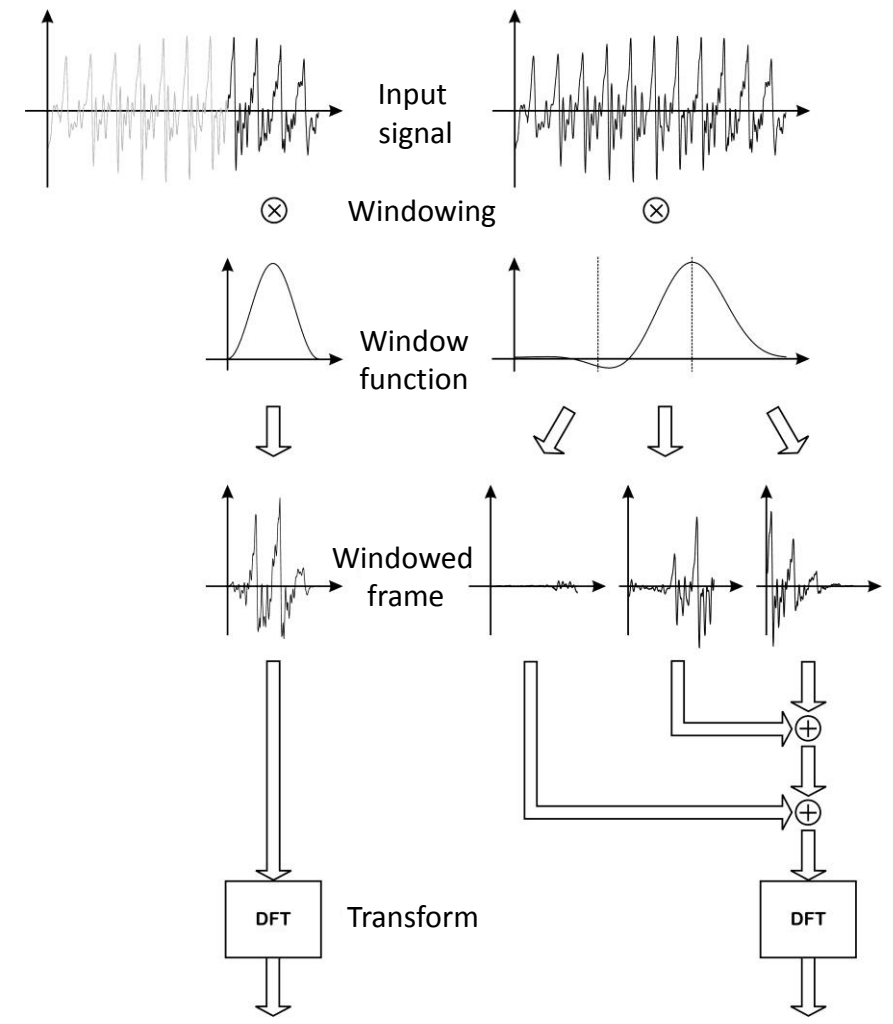 Input
signal
Windowing
Window
function
Windowed
frame
DFT
Transform
DFT